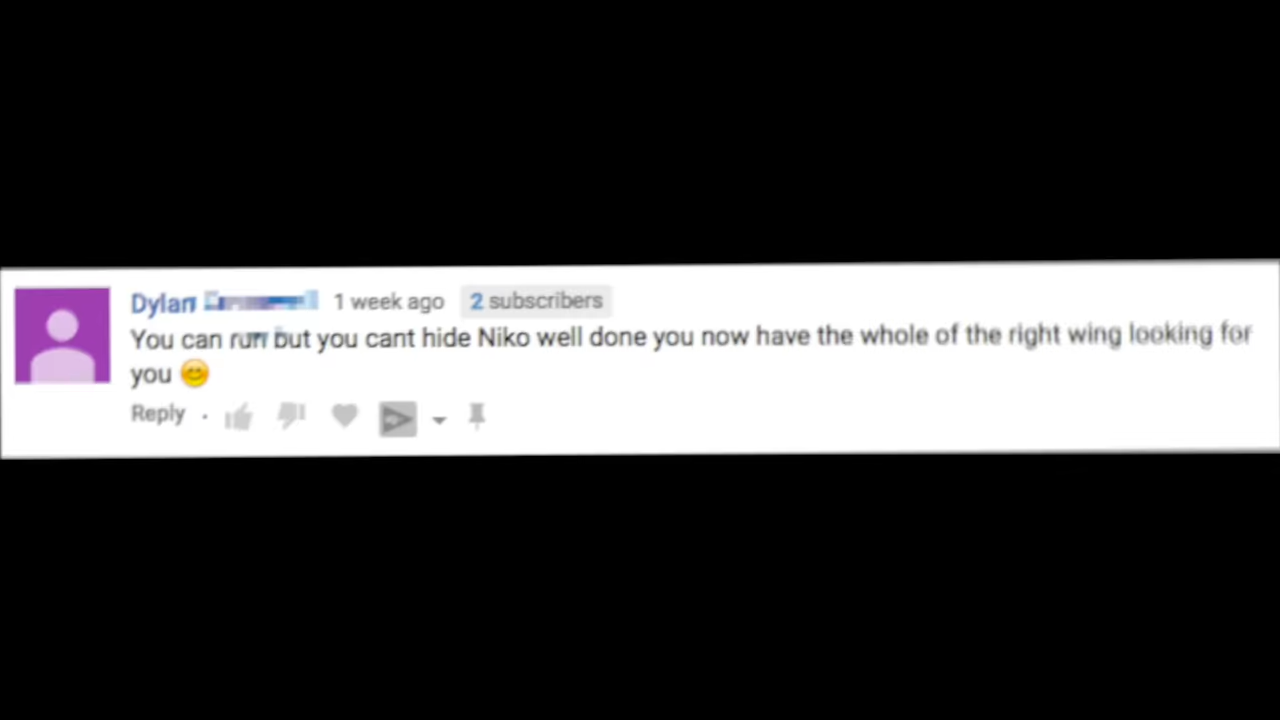 Dylan 1 week ago 2 subscribers
You can run but you cant hide Niko well done you now have the whole of the right wing looking for
you 😊
Reply ·